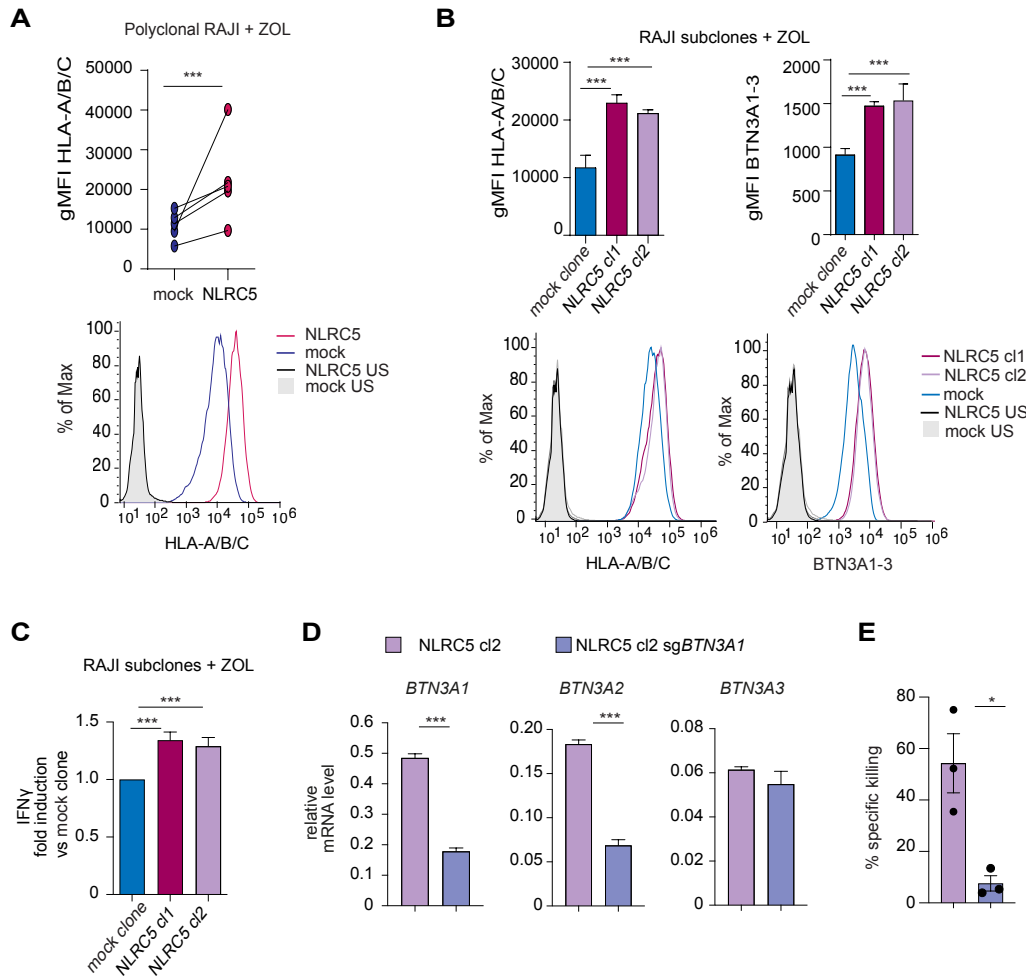 A
Polyclonal RAJI + ZOL
***
gMFI HLA-A/B/C
50000
40000
30000
20000
10000
0
mock NLRC5
% of Max
100
80
60
40
20
0
10¹ 10² 10³ 10⁴ 10⁵ 10⁶
HLA-A/B/C
NLRC5
mock
NLRC5 US
mock US
B
RAJI subclones + ZOL
***
***
gMFI HLA-A/B/C
30000
20000
10000
0
mock clone
NLRC5 cl1
NLRC5 cl2
***
***
gMFI BTN3A1-3
2000
1500
1000
500
0
mock clone
NLRC5 cl1
NLRC5 cl2
% of Max
100
80
60
40
20
0
10¹ 10² 10³ 10⁴ 10⁵ 10⁶
HLA-A/B/C
% of Max
100
80
60
40
20
0
10¹ 10² 10³ 10⁴ 10⁵ 10⁶
BTN3A1-3
NLRC5 cl1
NLRC5 cl2
mock
NLRC5 US
mock US
C
RAJI subclones + ZOL
***
***
IFNγ
fold induction
vs mock clone
1.5
1.0
0.5
0
mock clone
NLRC5 cl1
NLRC5 cl2
D
NLRC5 cl2
NLRC5 cl2 sgBTN3A1
BTN3A1
***
relative
mRNA level
0.6
0.5
0.4
0.3
0.2
0.1
0
BTN3A2
***
0.20
0.15
0.10
0.05
0
BTN3A3
0.08
0.06
0.04
0.02
0
E
*
% specific killing
80
60
40
20
0